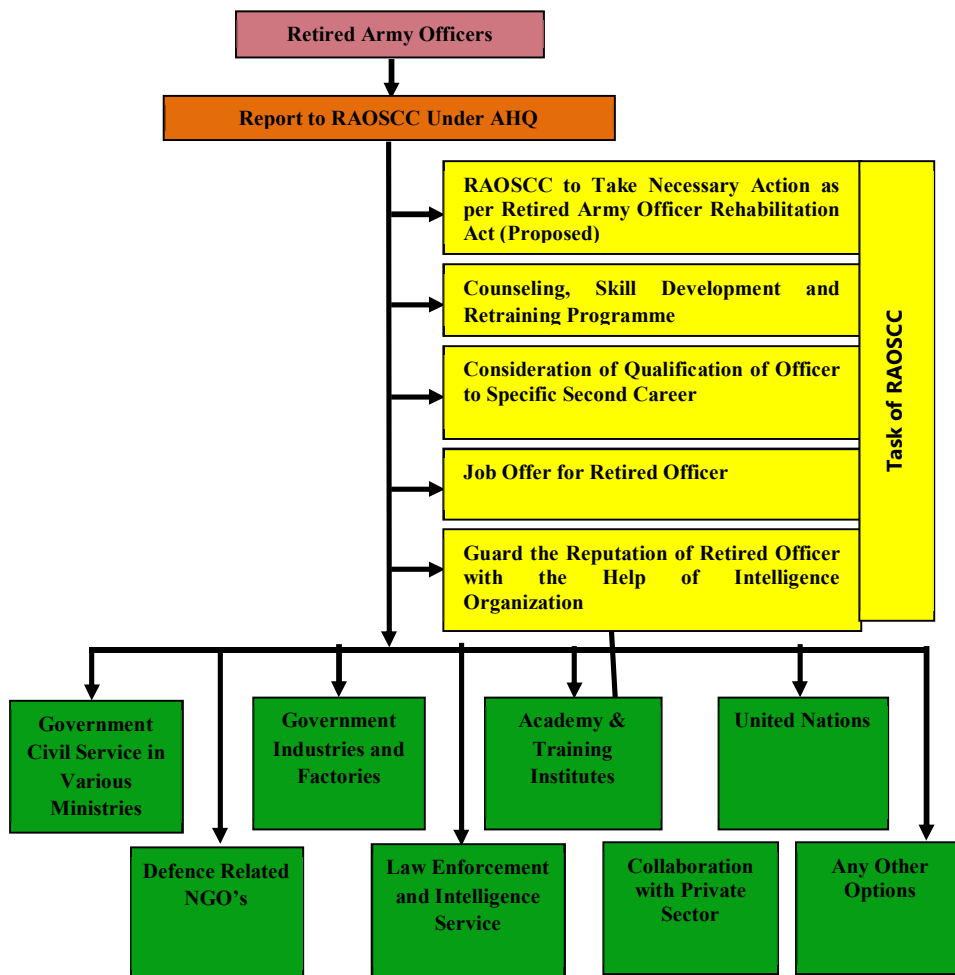 Retired Army Officers
Report to RAOSCC Under AHQ
RAOSCC to Take Necessary Action as
per Retired Army Officer Rehabilitation
Act (Proposed)
Counseling, Skill Development and
Retraining Programme
Consideration of Qualification of Officer
to Specific Second Career
Job Offer for Retired Officer
Guard the Reputation of Retired Officer
with the Help of Intelligence
Organization
Task of RAOSCC
Government
Civil Service in
Various
Ministries
Government
Industries and
Factories
Academy &
Training
Institutes
United Nations
Defence Related
NGO's
Law Enforcement
and Intelligence
Service
Collaboration
with Private
Sector
Any Other
Options